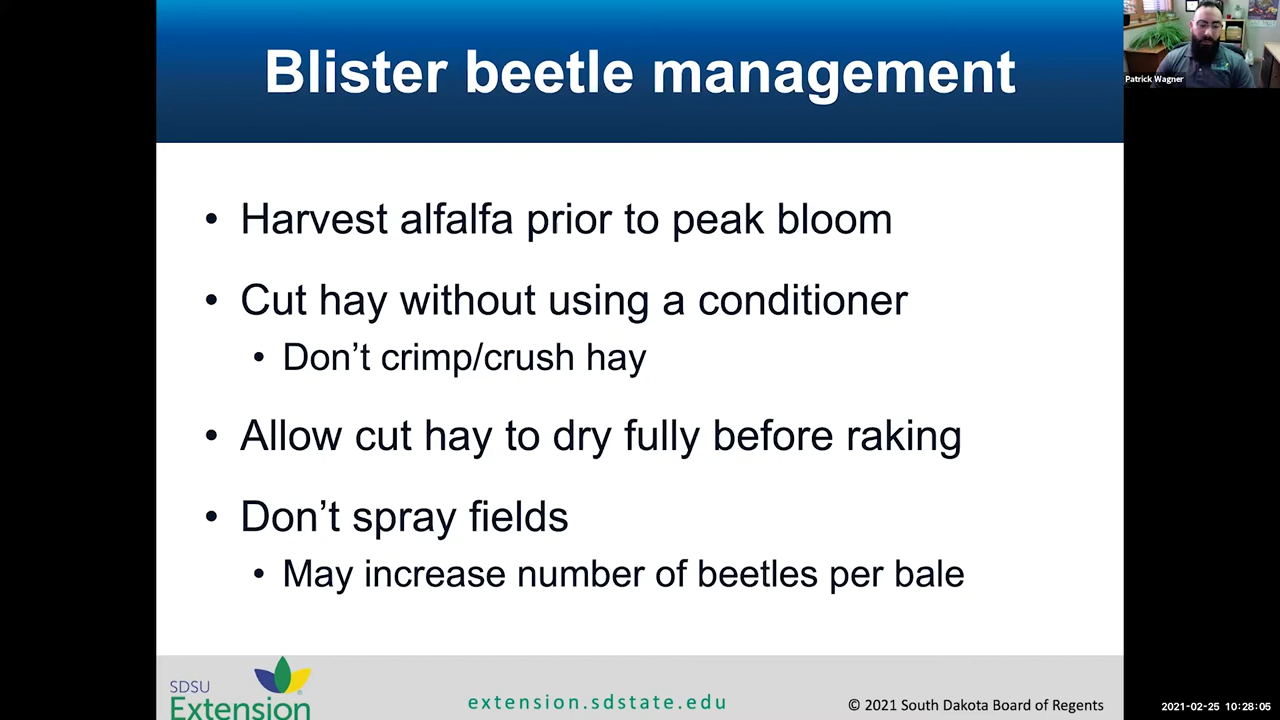 Blister beetle management
Patrick Wagner
• Harvest alfalfa prior to peak bloom
• Cut hay without using a conditioner
• Don’t crimp/crush hay
• Allow cut hay to dry fully before raking
• Don’t spray fields
• May increase number of beetles per bale
SDSU
Extension
extension.sdstate.edu
© 2021 South Dakota Board of Regents
2021-02-25 10:28:05